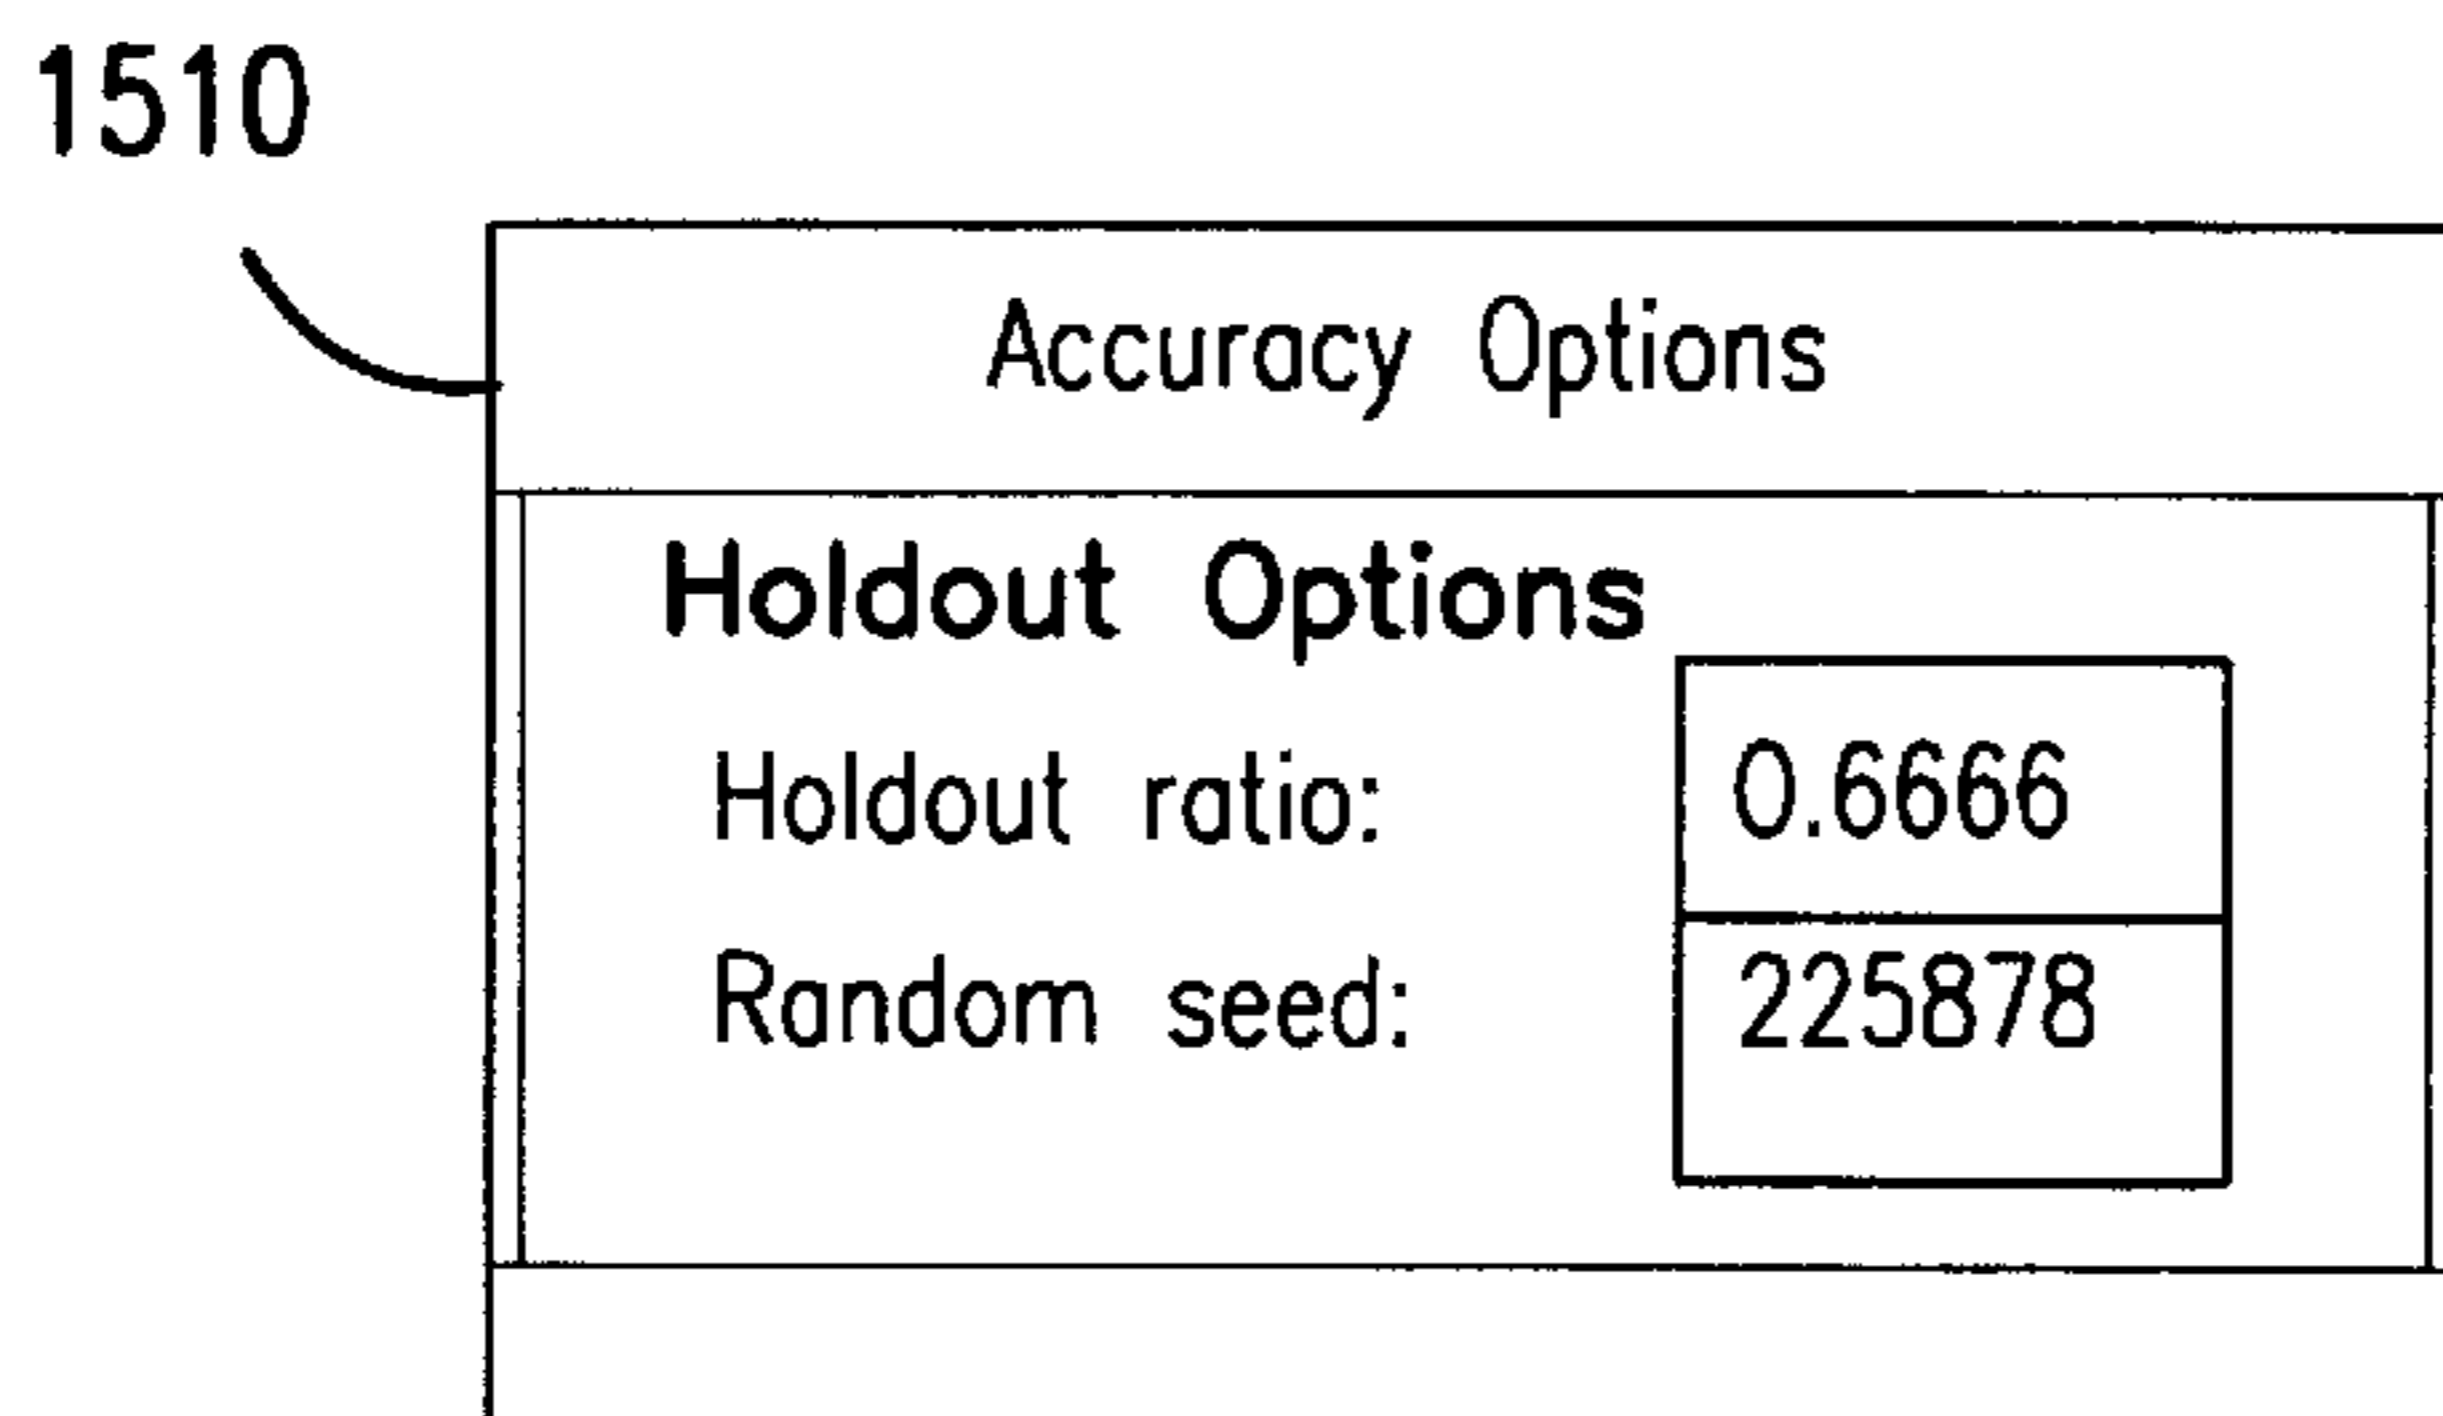 1510
Accuracy Options
Holdout Options
Holdout ratio: 0.6666
Random seed: 225878